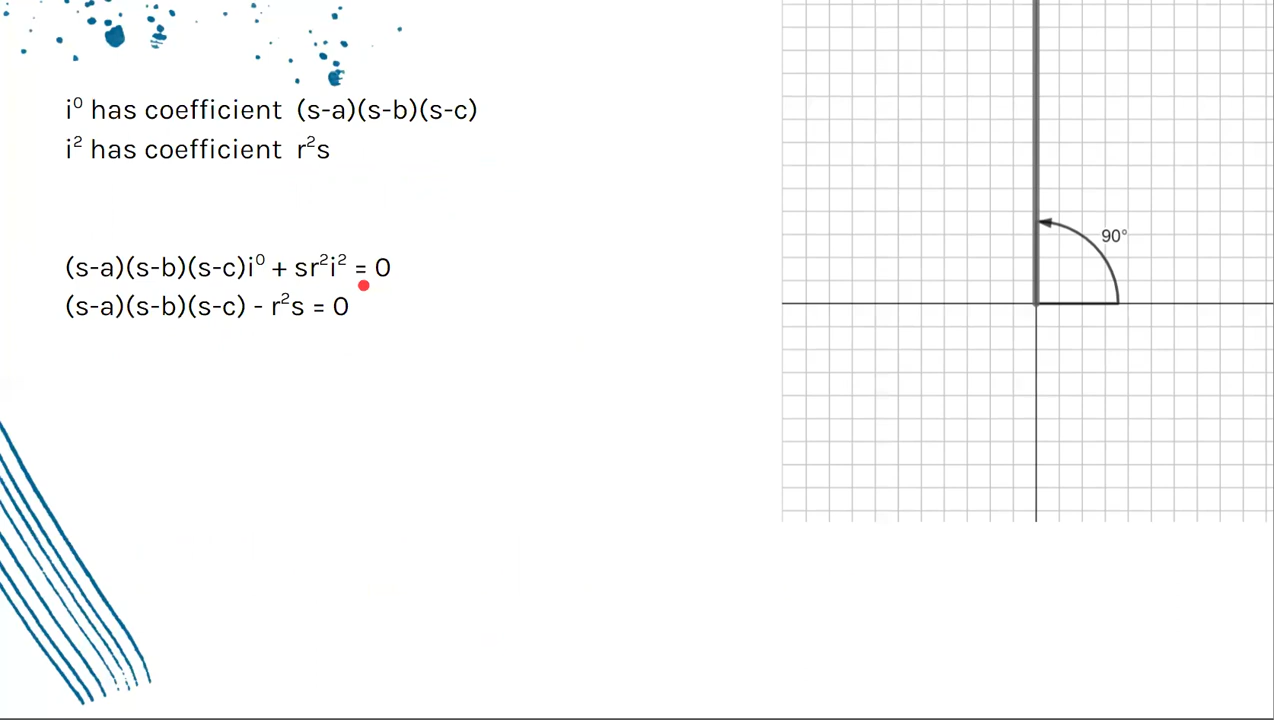 i⁰ has coefficient (s-a)(s-b)(s-c)
i² has coefficient r²s
(s-a)(s-b)(s-c)i⁰ + sr²i² = 0
(s-a)(s-b)(s-c) - r²s = 0
90°